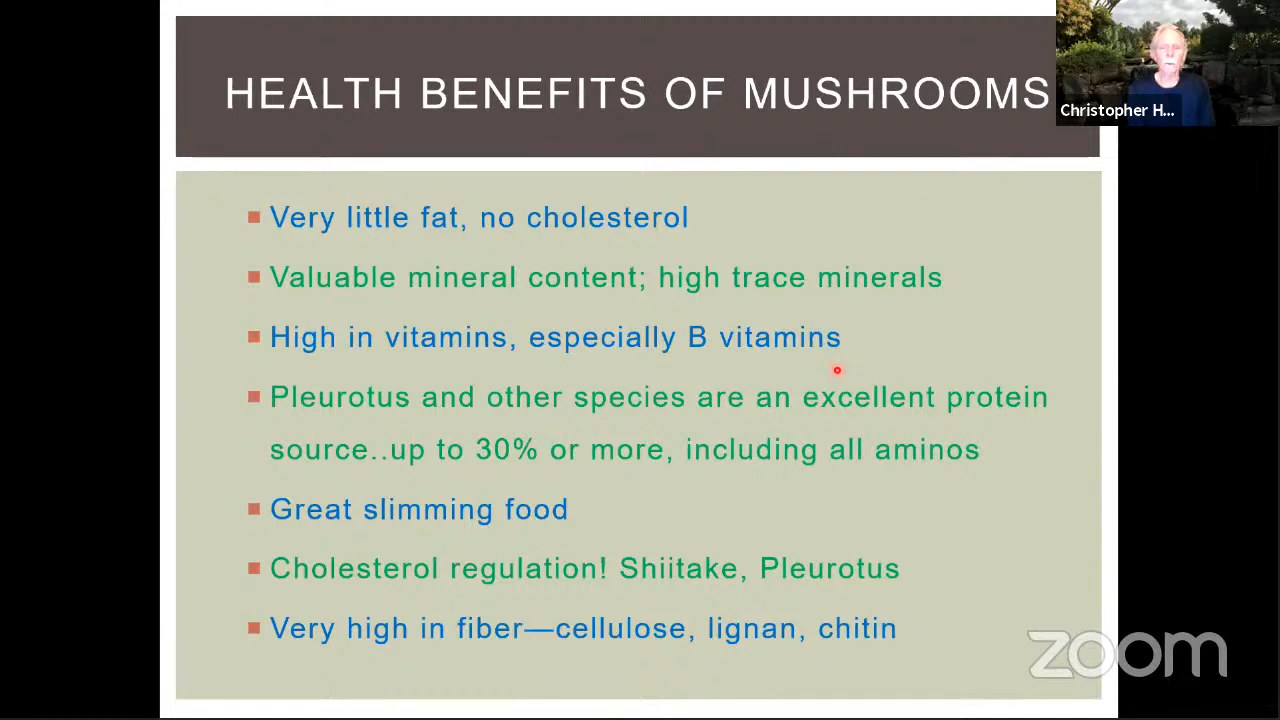 HEALTH BENEFITS OF MUSHROOMS
Christopher H...
Very little fat, no cholesterol
Valuable mineral content; high trace minerals
High in vitamins, especially B vitamins
Pleurotus and other species are an excellent protein
source..up to 30% or more, including all aminos
Great slimming food
Cholesterol regulation! Shiitake, Pleurotus
Very high in fiber—cellulose, lignan, chitin
zoom